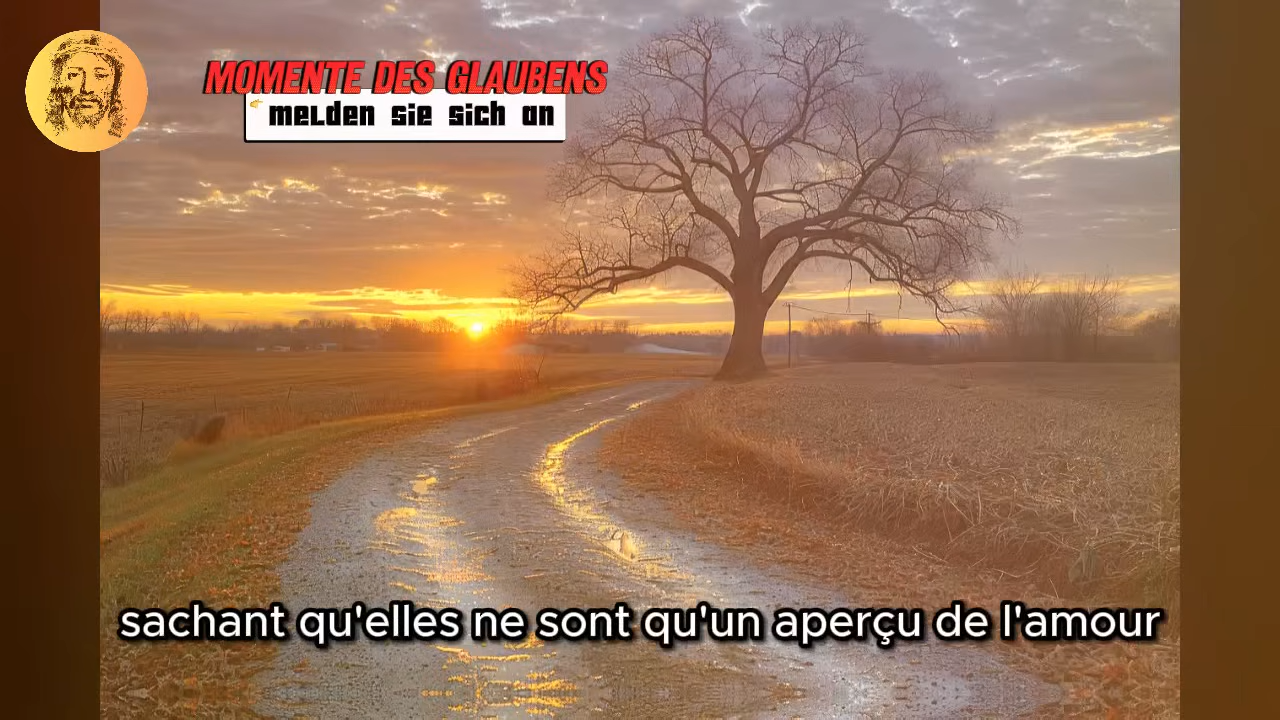 MOMENTE DES GLAUBENS
melden sie sich an
sachant qu'elles ne sont qu'un aperçu de l'amour